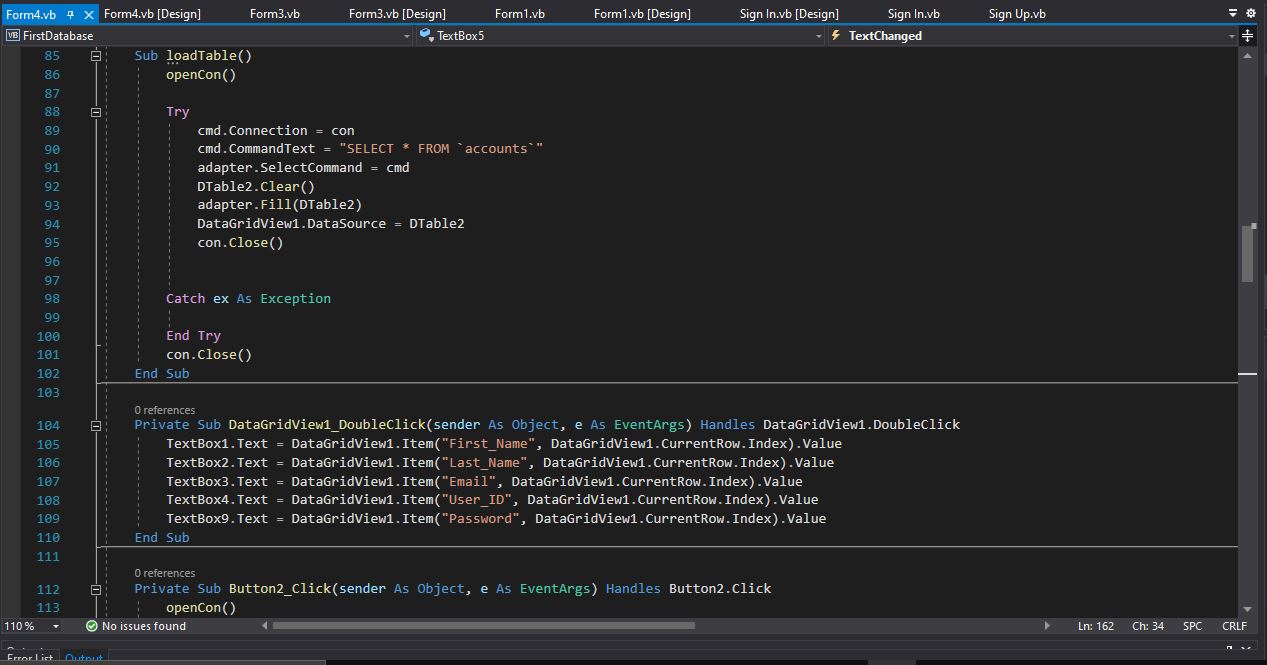 Form4.vb Form4.vb [Design] Form3.vb Form3.vb [Design] Form1.vb Form1.vb [Design] Sign In.vb [Design] Sign In.vb Sign Up.vb
VB FirstDatabase TextBox5 TextChanged
85 Sub loadTable()
86 openCon()
87
88 Try
89 cmd.Connection = con
90 cmd.CommandText = "SELECT * FROM `accounts`"
91 adapter.SelectCommand = cmd
92 DTable2.Clear()
93 adapter.Fill(DTable2)
94 DataGridView1.DataSource = DTable2
95 con.Close()
96
97
98 Catch ex As Exception
99
100 End Try
101 con.Close()
102 End Sub
103
0 references
104 Private Sub DataGridView1_DoubleClick(sender As Object, e As EventArgs) Handles DataGridView1.DoubleClick
105 TextBox1.Text = DataGridView1.Item("First_Name", DataGridView1.CurrentRow.Index).Value
106 TextBox2.Text = DataGridView1.Item("Last_Name", DataGridView1.CurrentRow.Index).Value
107 TextBox3.Text = DataGridView1.Item("Email", DataGridView1.CurrentRow.Index).Value
108 TextBox4.Text = DataGridView1.Item("User_ID", DataGridView1.CurrentRow.Index).Value
109 TextBox9.Text = DataGridView1.Item("Password", DataGridView1.CurrentRow.Index).Value
110 End Sub
111
0 references
112 Private Sub Button2_Click(sender As Object, e As EventArgs) Handles Button2.Click
113 openCon()
110 % No issues found Ln: 162 Ch: 34 SPC CRLF
Error List Output